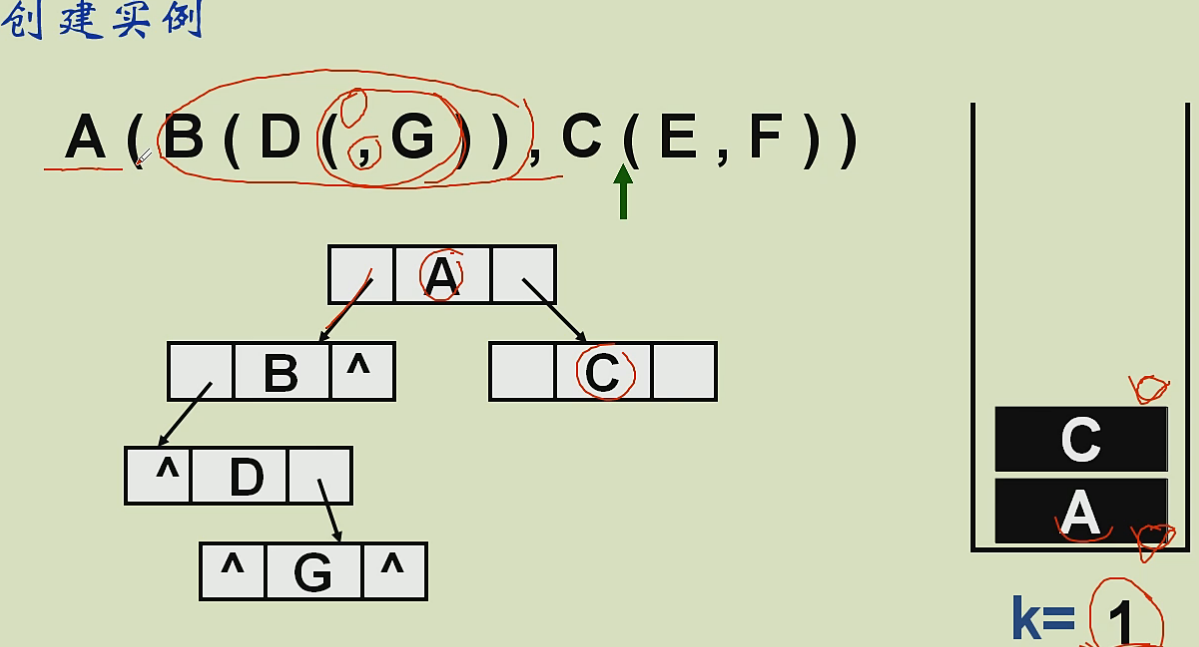 创建实例
A(B(D(,G)),C(E,F))
A
B ^
C
^ D
^ G ^
C
A
k= 1